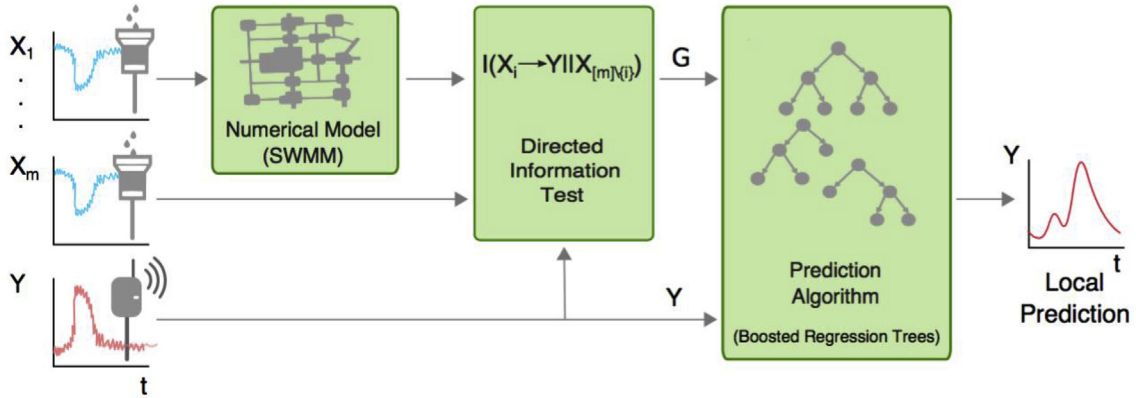 X1
.
.
.
Xm
Y
t
Numerical Model
(SWMM)
I(Xi→Y||X[m]\{i})
Directed
Information
Test
G
Y
Prediction
Algorithm
(Boosted Regression Trees)
Y
t
Local
Prediction